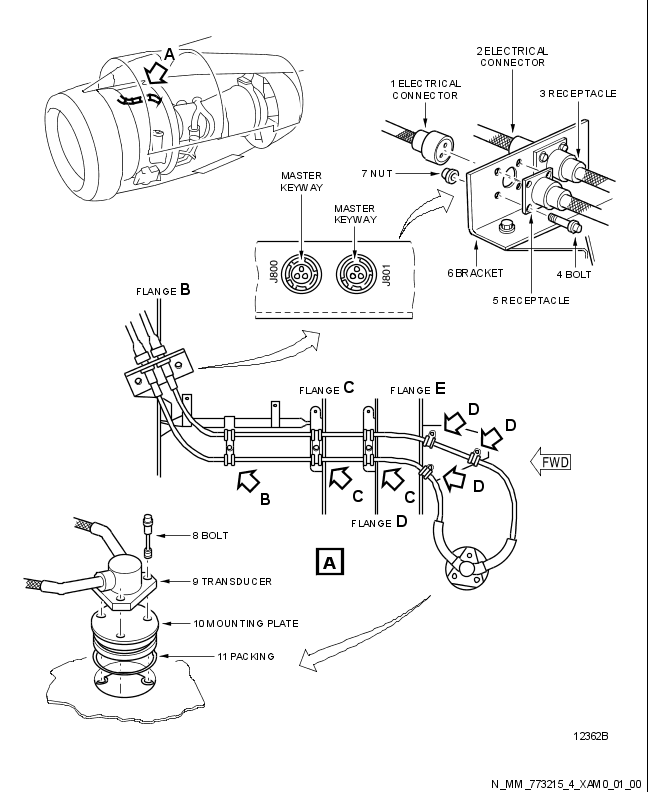 A
2 ELECTRICAL
CONNECTOR
1 ELECTRICAL
CONNECTOR
3 RECEPTACLE
7 NUT
MASTER
KEYWAY
MASTER
KEYWAY
J800
J801
6 BRACKET
4 BOLT
5 RECEPTACLE
FLANGE B
FLANGE C
FLANGE E
D
D
D
FWD
B
C
C
FLANGE D
A
8 BOLT
9 TRANSDUCER
10 MOUNTING PLATE
11 PACKING
12362B
N_MM_773215_4_XAM0_01_00